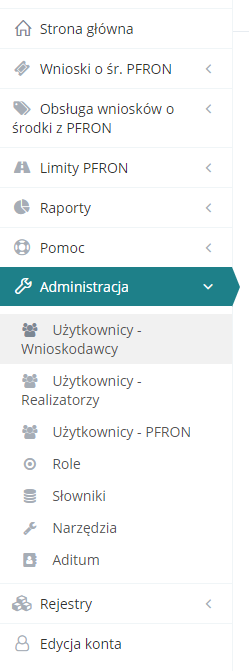 Strona główna
Wnioski o śr. PFRON
Obsługa wniosków o
środki z PFRON
Limity PFRON
Raporty
Pomoc
Administracja
Użytkownicy -
Wnioskodawcy
Użytkownicy -
Realizatorzy
Użytkownicy - PFRON
Role
Słowniki
Narzędzia
Aditum
Rejestry
Edycja konta